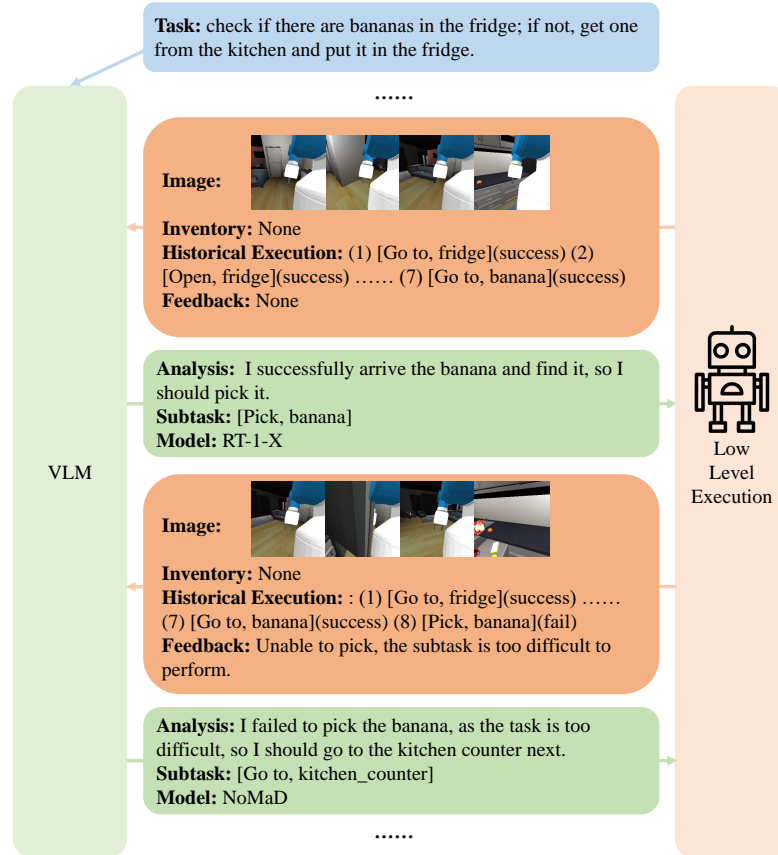 Task: check if there are bananas in the fridge; if not, get one
from the kitchen and put it in the fridge.
......
Image:
Inventory: None
Historical Execution: (1) [Go to, fridge](success) (2)
[Open, fridge](success) …… (7) [Go to, banana](success)
Feedback: None
Analysis: I successfully arrive the banana and find it, so I
should pick it.
Subtask: [Pick, banana]
Model: RT-1-X
VLM
Low
Level
Execution
Image:
Inventory: None
Historical Execution: : (1) [Go to, fridge](success) ……
(7) [Go to, banana](success) (8) [Pick, banana](fail)
Feedback: Unable to pick, the subtask is too difficult to
perform.
Analysis: I failed to pick the banana, as the task is too
difficult, so I should go to the kitchen counter next.
Subtask: [Go to, kitchen_counter]
Model: NoMaD
......